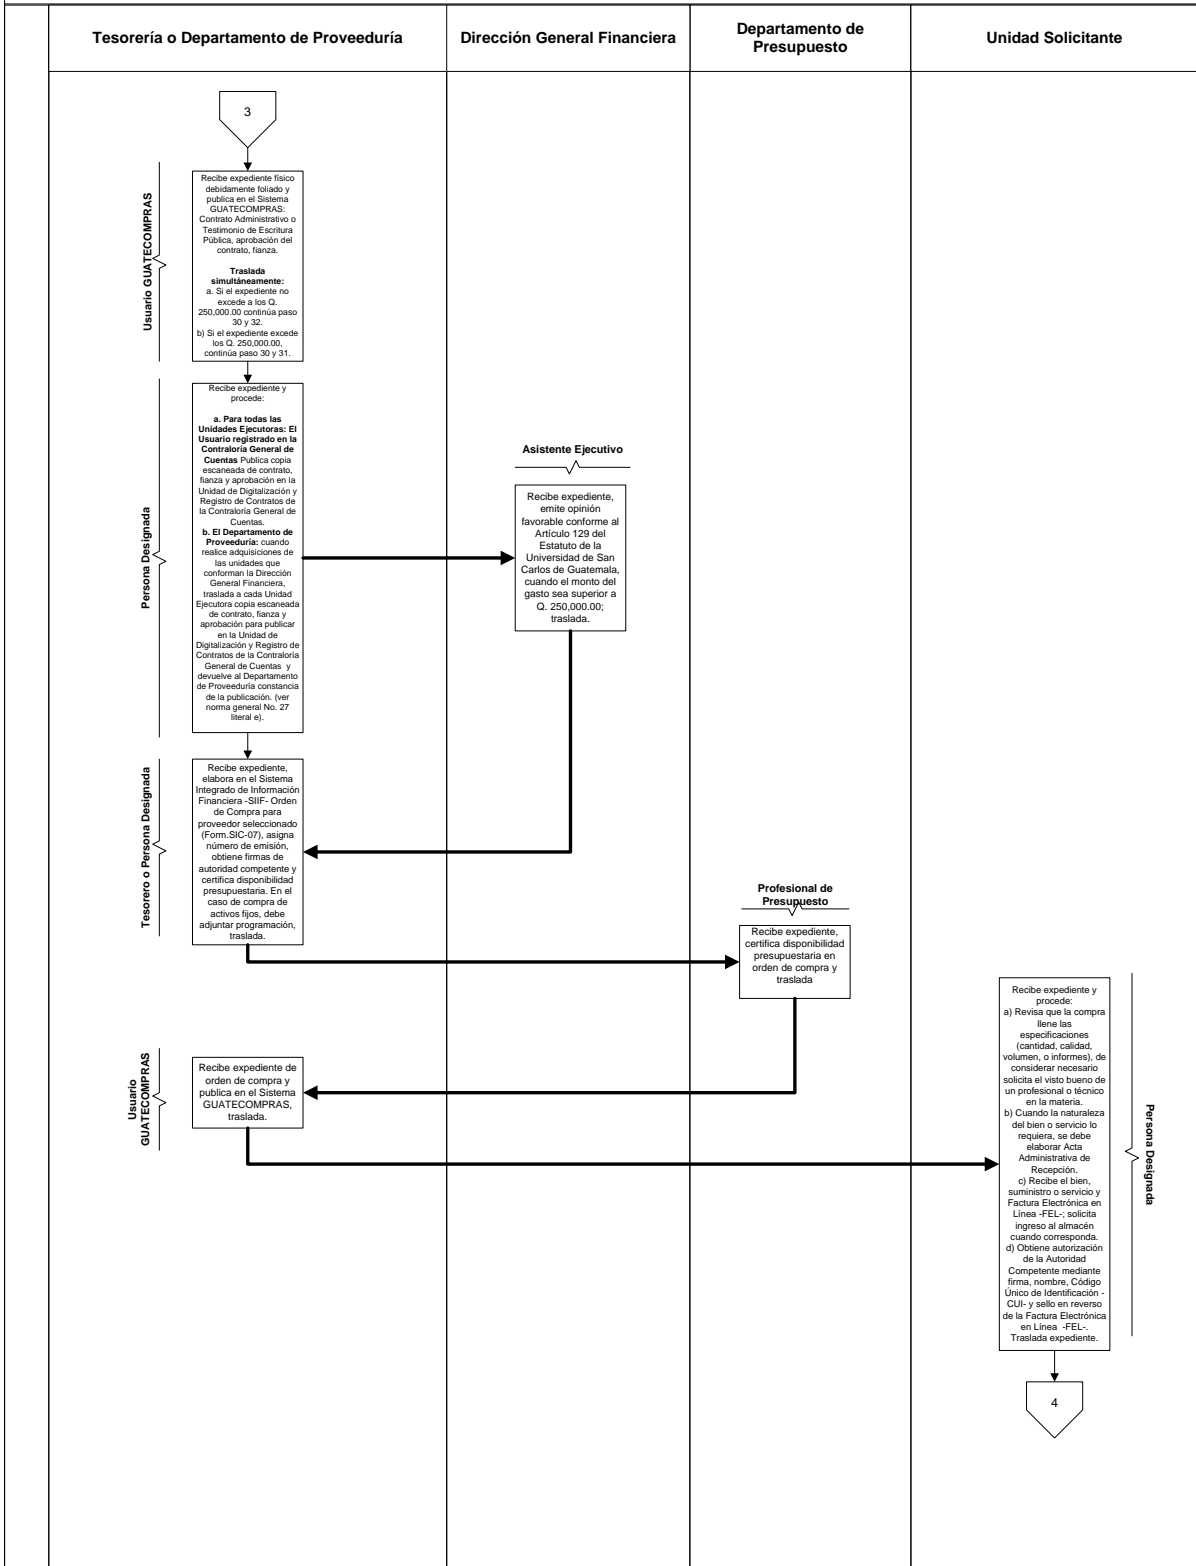 Tesorería o Departamento de Proveeduría
Dirección General Financiera
Departamento de
Presupuesto
Unidad Solicitante
3
Usuario GUATECOMPRAS
Recibe expediente físico
debidamente foliado y
publica en el Sistema
GUATECOMPRAS:
Contrato Administrativo o
Testimonio de Escritura
Pública, aprobación del
contrato, fianza.
Traslada
simultáneamente:
a. Si el expediente no
excede a los Q.
250,000.00 continúa paso
30 y 32.
b) Si el expediente excede
los Q. 250,000.00,
continúa paso 30 y 31.
Persona Designada
Recibe expediente y
procede:
a. Para todas las
Unidades Ejecutoras: El
Usuario registrado en la
Contraloría General de
Cuentas Publica copia
escaneada de contrato,
fianza y aprobación en la
Unidad de Digitalización y
Registro de Contratos de
la Contraloría General de
Cuentas.
b. El Departamento de
Proveeduría: cuando
realice adquisiciones de
las unidades que
conforman la Dirección
General Financiera,
traslada a cada Unidad
Ejecutora copia escaneada
de contrato, fianza y
aprobación para publicar
en la Unidad de
Digitalización y Registro de
Contratos de la Contraloría
General de Cuentas y
devuelve al Departamento
de Proveeduría constancia
de la publicación. (ver
norma general No. 27
literal e).
Asistente Ejecutivo
Recibe expediente,
emite opinión
favorable conforme al
Artículo 129 del
Estatuto de la
Universidad de San
Carlos de Guatemala,
cuando el monto del
gasto sea superior a
Q. 250,000.00;
traslada.
Tesorero o Persona Designada
Recibe expediente,
elabora en el Sistema
Integrado de Información
Financiera -SIIF- Orden
de Compra para
proveedor seleccionado
(Form.SIC-07), asigna
número de emisión,
obtiene firmas de
autoridad competente y
certifica disponibilidad
presupuestaria. En el
caso de compra de
activos fijos, debe
adjuntar programación,
traslada.
Profesional de
Presupuesto
Recibe expediente,
certifica disponibilidad
presupuestaria en
orden de compra y
traslada
Usuario
GUATECOMPRAS
Recibe expediente de
orden de compra y
publica en el Sistema
GUATECOMPRAS,
traslada.
Recibe expediente y
procede:
a) Revisa que la compra
llene las
especificaciones
(cantidad, calidad,
volumen, o informes), de
considerar necesario
solicita el visto bueno de
un profesional o técnico
en la materia.
b) Cuando la naturaleza
del bien o servicio lo
requiera, se debe
elaborar Acta
Administrativa de
Recepción.
c) Recibe el bien,
suministro o servicio y
Factura Electrónica en
Línea -FEL-; solicita
ingreso al almacén
cuando corresponda.
d) Obtiene autorización
de la Autoridad
Competente mediante
firma, nombre, Código
Único de Identificación -
CUI- y sello en reverso
de la Factura Electrónica
en Línea -FEL-.
Traslada expediente.
Persona Designada
4